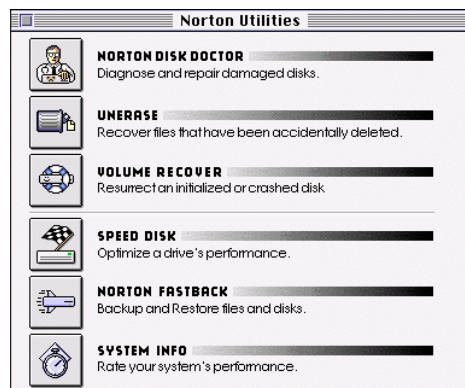 Norton Utilities
NORTON DISK DOCTOR
Diagnose and repair damaged disks.
UNERASE
Recover files that have been accidentally deleted.
VOLUME RECOVER
Resurrect an initialized or crashed disk
SPEED DISK
Optimize a drive's performance.
NORTON FASTBACK
Backup and Restore files and disks.
SYSTEM INFO
Rate your system's performance.